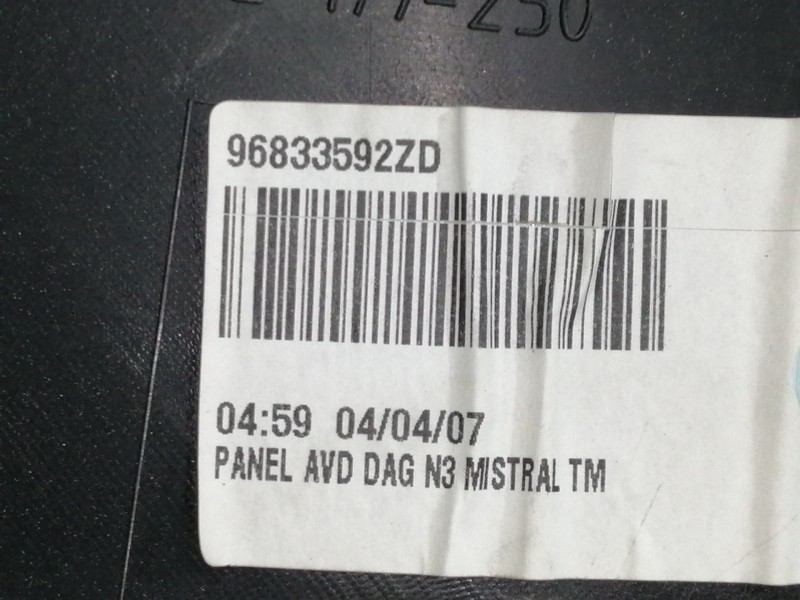 96833592ZD
04:59 04/04/07
PANEL AVD DAG N3 MISTRAL TM